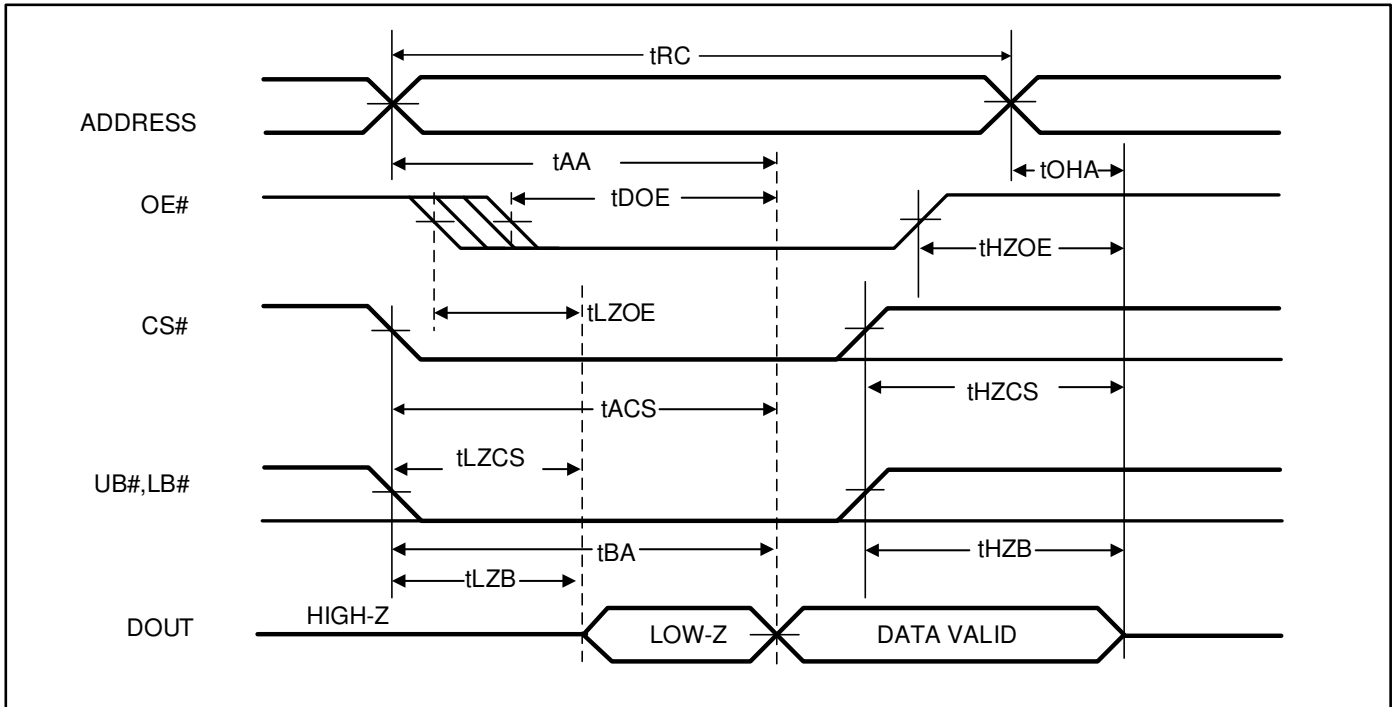 tRC
ADDRESS
tAA
tOHA
OE#
tDOE
tHZOE
tLZOE
CS#
tHZCS
tACS
tLZCS
UB#,LB#
tBA
tHZB
tLZB
HIGH-Z
DOUT
LOW-Z
DATA VALID